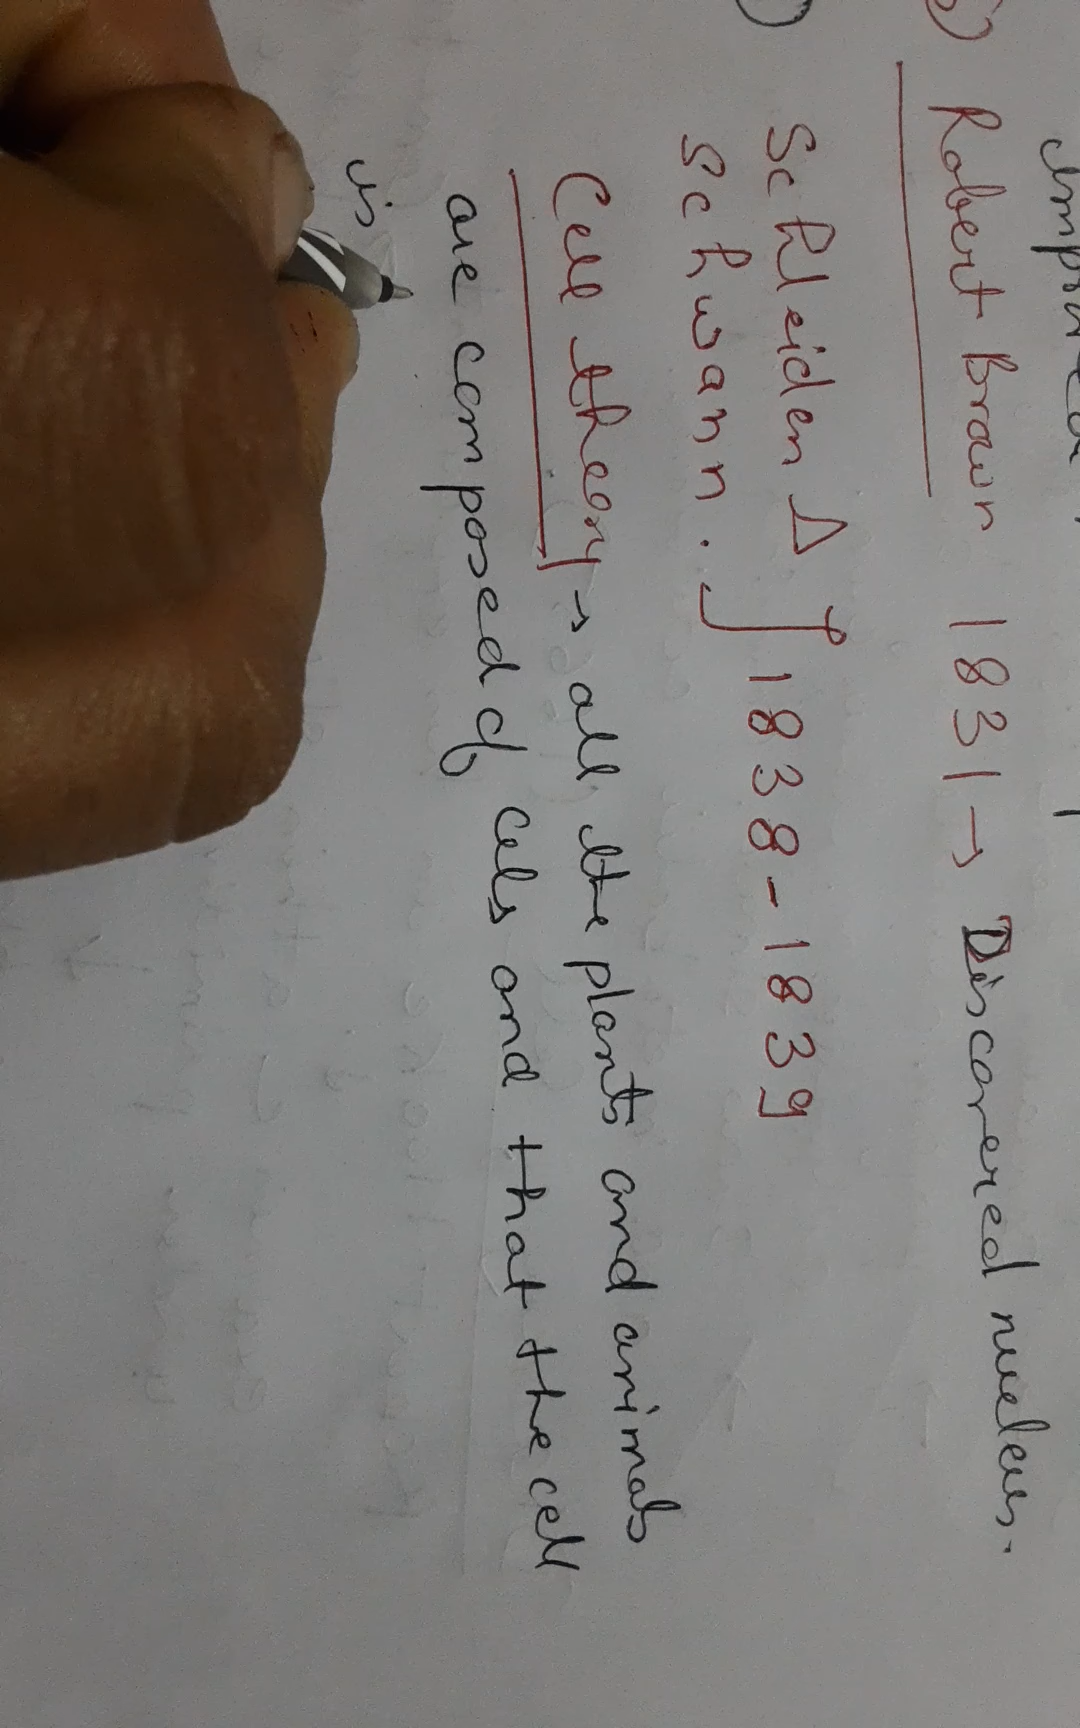 Robert Brown 1831 → Discovered nucleus.
Schleiden &
Schwann. } 1838-1839
Cell theory → all the plants and animals
are composed of cells and that the cell
is